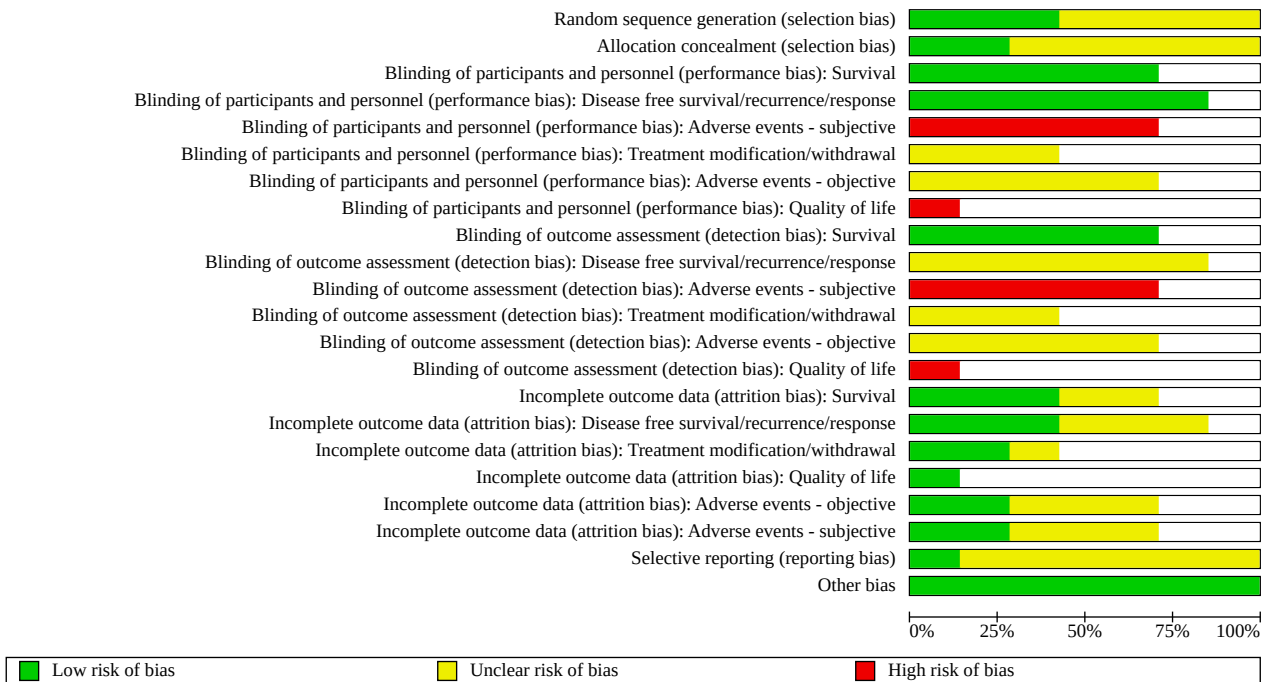 Random sequence generation (selection bias)
Allocation concealment (selection bias)
Blinding of participants and personnel (performance bias): Survival
Blinding of participants and personnel (performance bias): Disease free survival/recurrence/response
Blinding of participants and personnel (performance bias): Adverse events - subjective
Blinding of participants and personnel (performance bias): Treatment modification/withdrawal
Blinding of participants and personnel (performance bias): Adverse events - objective
Blinding of participants and personnel (performance bias): Quality of life
Blinding of outcome assessment (detection bias): Survival
Blinding of outcome assessment (detection bias): Disease free survival/recurrence/response
Blinding of outcome assessment (detection bias): Adverse events - subjective
Blinding of outcome assessment (detection bias): Treatment modification/withdrawal
Blinding of outcome assessment (detection bias): Adverse events - objective
Blinding of outcome assessment (detection bias): Quality of life
Incomplete outcome data (attrition bias): Survival
Incomplete outcome data (attrition bias): Disease free survival/recurrence/response
Incomplete outcome data (attrition bias): Treatment modification/withdrawal
Incomplete outcome data (attrition bias): Quality of life
Incomplete outcome data (attrition bias): Adverse events - objective
Incomplete outcome data (attrition bias): Adverse events - subjective
Selective reporting (reporting bias)
Other bias
0% 25% 50% 75% 100%
Low risk of bias Unclear risk of bias High risk of bias